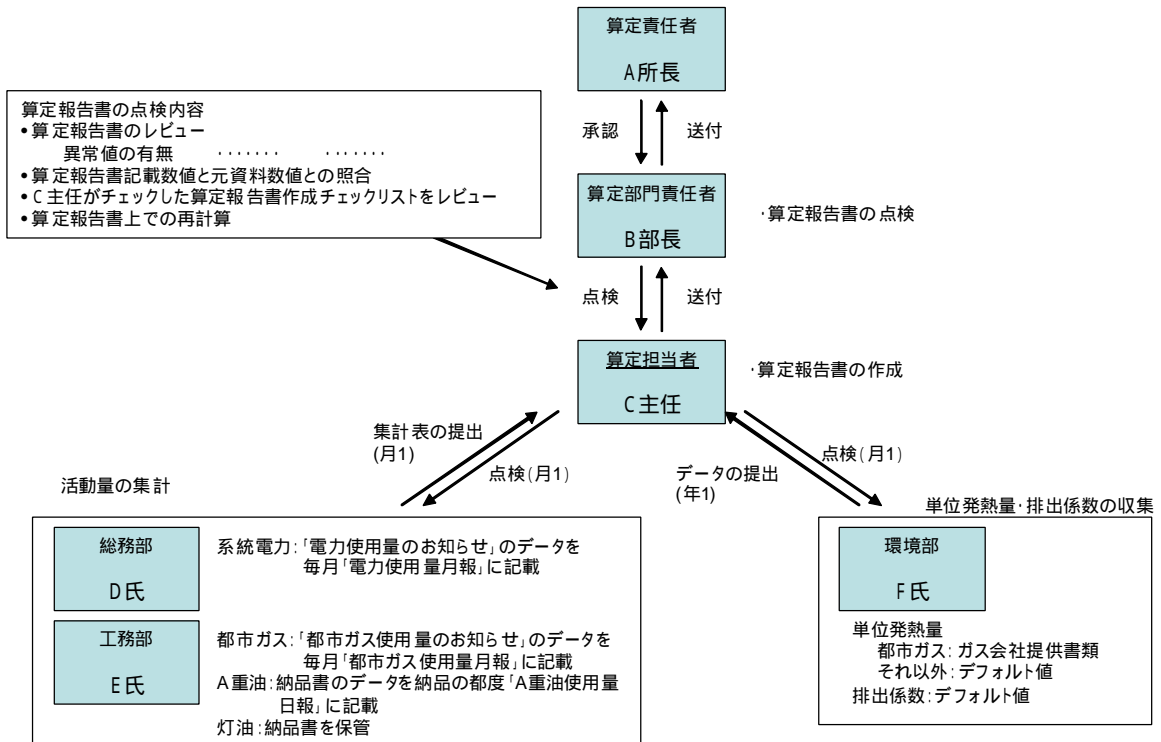 算定責任者
A所長
算定報告書の点検内容
•算定報告書のレビュー
異常値の有無 ‥‥‥‥ ‥‥‥‥
•算定報告書記載数値と元資料数値との照合
•C主任がチェックした算定報告書作成チェックリストをレビュー
•算定報告書上での再計算
承認
送付
算定部門責任者
B部長
・算定報告書の点検
点検
送付
算定担当者
C主任
・算定報告書の作成
集計表の提出
(月1)
点検(月1)
データの提出
(年1)
点検(月1)
活動量の集計
総務部
D氏
系統電力:「電力使用量のお知らせ」のデータを
毎月「電力使用量月報」に記載
工務部
E氏
都市ガス:「都市ガス使用量のお知らせ」のデータを
毎月「都市ガス使用量月報」に記載
A重油:納品書のデータを納品の都度「A重油使用量
日報」に記載
灯油:納品書を保管
単位発熱量・排出係数の収集
環境部
F氏
単位発熱量
都市ガス:ガス会社提供書類
それ以外:デフォルト値
排出係数:デフォルト値